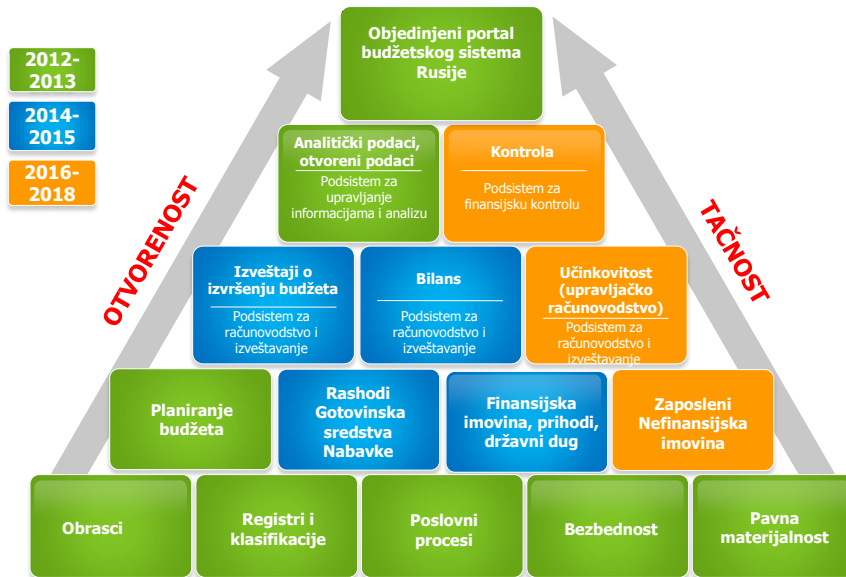 Objedinjeni portal
budžetskog sistema
Rusije
2012-
2013
2014-
2015
2016-
2018
OTVORENOST
TAČNOST
Analitički podaci,
otvoreni podaci
Podsistem za
upravljanje
informacijama i analizu
Kontrola
Podsistem za
finansijsku kontrolu
Izveštaji o
izvršenju budžeta
Podsistem za
računovodstvo i
izveštavanje
Bilans
Podsistem za
računovodstvo i
izveštavanje
Učinkovitost
(upravljačko
računovodstvo)
Podsistem za
računovodstvo i
izveštavanje
Planiranje
budžeta
Rashodi
Gotovinska
sredstva
Nabavke
Finansijska
imovina, prihodi,
državni dug
Zaposleni
Nefinansijska
imovina
Obrasci
Registri i
klasifikacije
Poslovni
procesi
Bezbednost
Pavna
materijalnost